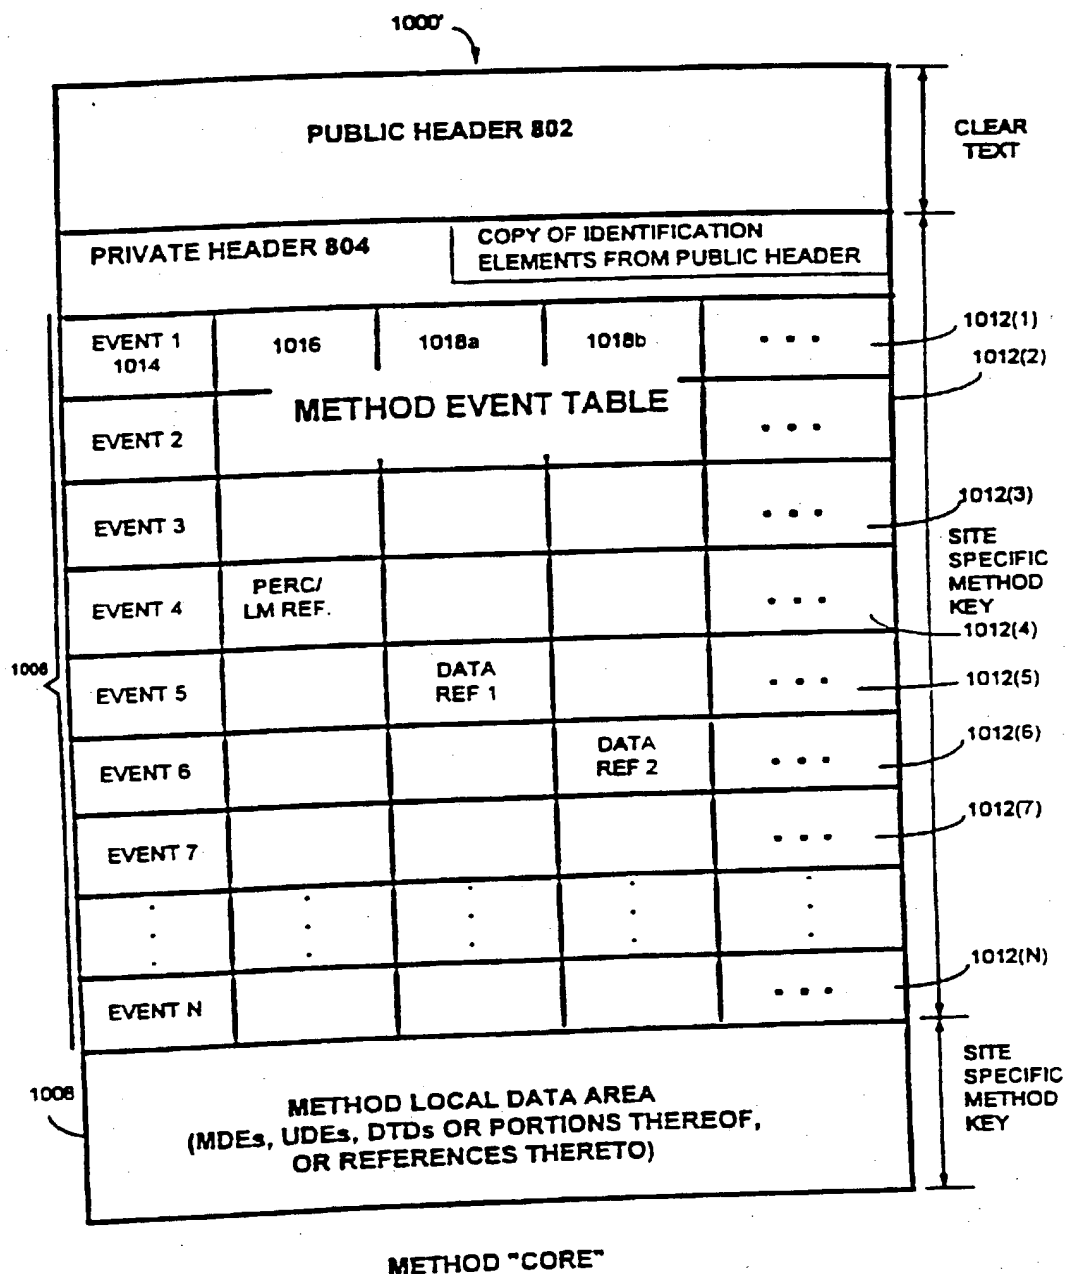 1000'
PUBLIC HEADER 802
CLEAR
TEXT
PRIVATE HEADER 804
COPY OF IDENTIFICATION
ELEMENTS FROM PUBLIC HEADER
EVENT 1
1014
1016
1018a
1018b
• • •
1012(1)
1012(2)
METHOD EVENT TABLE
EVENT 2
• • •
EVENT 3
• • •
1012(3)
SITE
SPECIFIC
METHOD
KEY
EVENT 4
PERC/
LM REF.
• • •
1012(4)
1006
EVENT 5
DATA
REF 1
• • •
1012(5)
EVENT 6
DATA
REF 2
• • •
1012(6)
EVENT 7
• • •
1012(7)
EVENT N
• • •
1012(N)
1008
METHOD LOCAL DATA AREA
(MDEs, UDEs, DTDs OR PORTIONS THEREOF,
OR REFERENCES THERETO)
SITE
SPECIFIC
METHOD
KEY
METHOD "CORE"